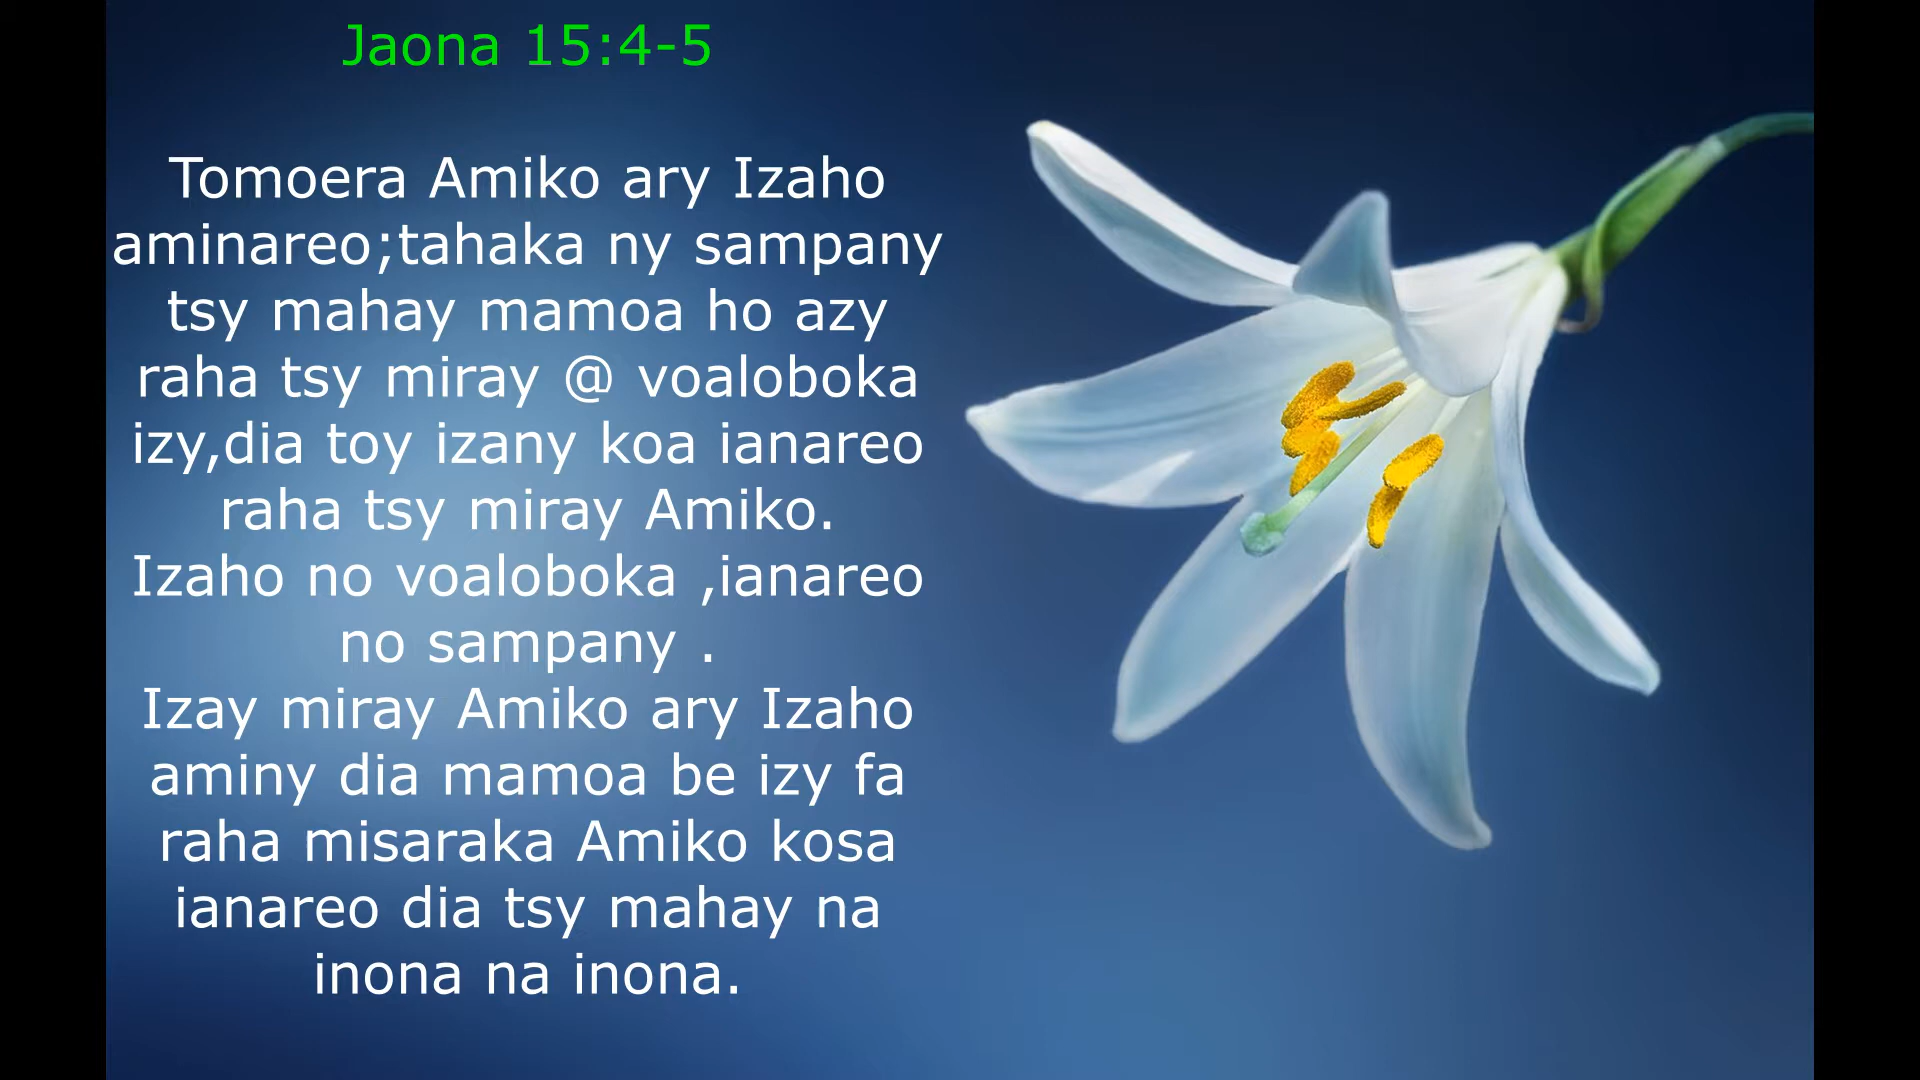 Jaona 15:4-5
Tomoera Amiko ary Izaho
aminareo;tahaka ny sampany
tsy mahay mamoa ho azy
raha tsy miray @ voaloboka
izy,dia toy izany koa ianareo
raha tsy miray Amiko.
Izaho no voaloboka ,ianareo
no sampany .
Izay miray Amiko ary Izaho
aminy dia mamoa be izy fa
raha misaraka Amiko kosa
ianareo dia tsy mahay na
inona na inona.